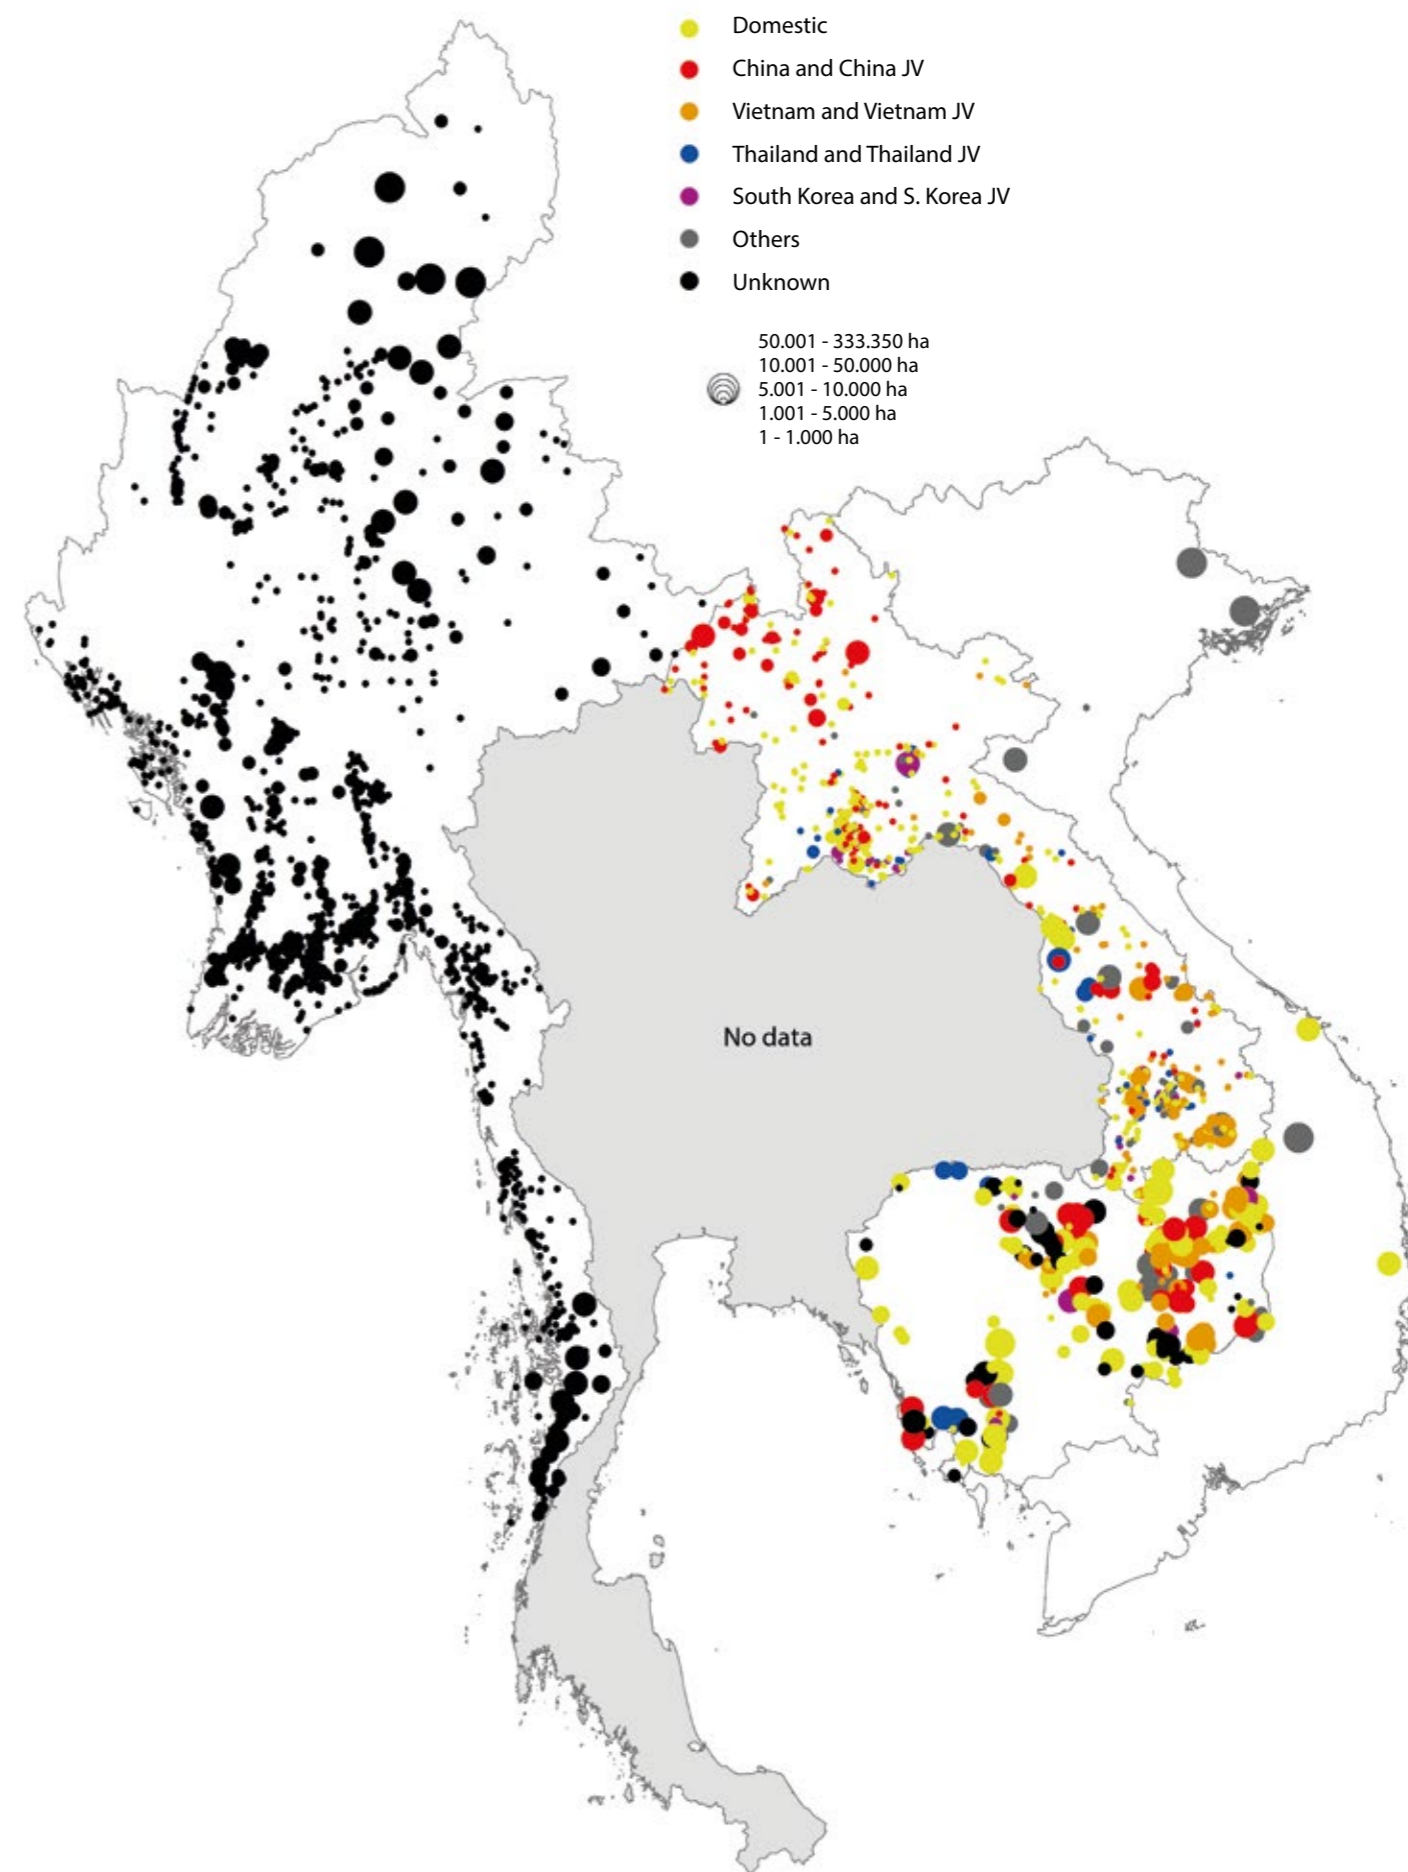 Domestic
China and China JV
Vietnam and Vietnam JV
Thailand and Thailand JV
South Korea and S. Korea JV
Others
Unknown
50.001 - 333.350 ha
10.001 - 50.000 ha
5.001 - 10.000 ha
1.001 - 5.000 ha
1 - 1.000 ha
No data